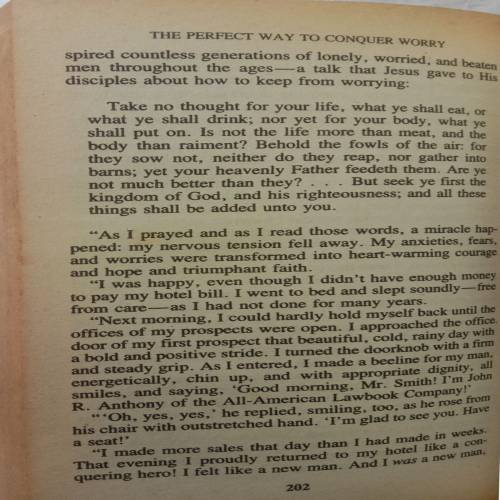 THE PERFECT WAY TO CONQUER WORRY
spired countless generations of lonely, worried, and beaten
men throughout the ages—a talk that Jesus gave to His
disciples about how to keep from worrying:
Take no thought for your life, what ye shall eat, or
what ye shall drink; nor yet for your body, what ye
shall put on. Is not the life more than meat, and the
body than raiment? Behold the fowls of the air: for
they sow not, neither do they reap, nor gather into
barns; yet your heavenly Father feedeth them. Are ye
not much better than they? . . . But seek ye first the
kingdom of God, and his righteousness; and all these
things shall be added unto you.
"As I prayed and as I read those words, a miracle hap-
pened: my nervous tension fell away. My anxieties, fears,
and worries were transformed into heart-warming courage
and hope and triumphant faith.
"I was happy, even though I didn't have enough money
to pay my hotel bill. I went to bed and slept soundly—free
from care—as I had not done for many years.
"Next morning, I could hardly hold myself back until the
offices of my prospects were open. I approached the office
door of my first prospect that beautiful, cold, rainy day with
a bold and positive stride. I turned the doorknob with a firm
and steady grip. As I entered, I made a beeline for my man,
energetically, chin up, and with appropriate dignity, all
smiles, and saying, 'Good morning, Mr. Smith! I'm John
R. Anthony of the All-American Lawbook Company!'
"'Oh, yes, yes,' he replied, smiling, too, as he rose from
his chair with outstretched hand. 'I'm glad to see you. Have
a seat!'
"I made more sales that day than I had made in weeks.
That evening I proudly returned to my hotel like a con-
quering hero! I felt like a new man. And I was a new man,
202